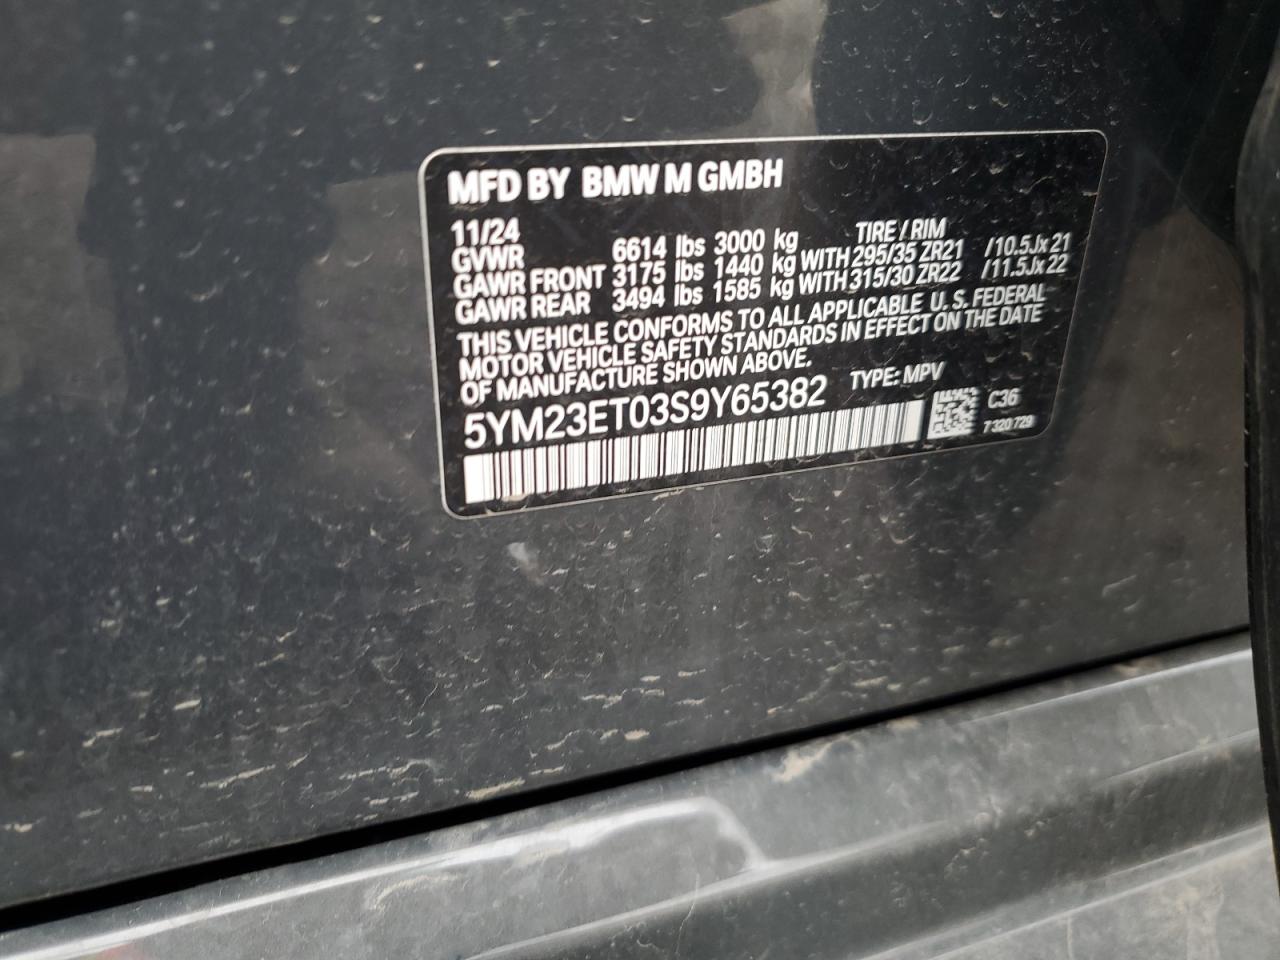 MFD BY BMW M GMBH
11/24 TIRE / RIM
GVWR 6614 lbs 3000 kg
GAWR FRONT 3175 lbs 1440 kg WITH 295/35 ZR21 /10.5Jx 21
GAWR REAR 3494 lbs 1585 kg WITH 315/30 ZR22 /11.5Jx 22
THIS VEHICLE CONFORMS TO ALL APPLICABLE U. S. FEDERAL
MOTOR VEHICLE SAFETY STANDARDS IN EFFECT ON THE DATE
OF MANUFACTURE SHOWN ABOVE.
5YM23ET03S9Y65382 TYPE: MPV
C36
7 320 729